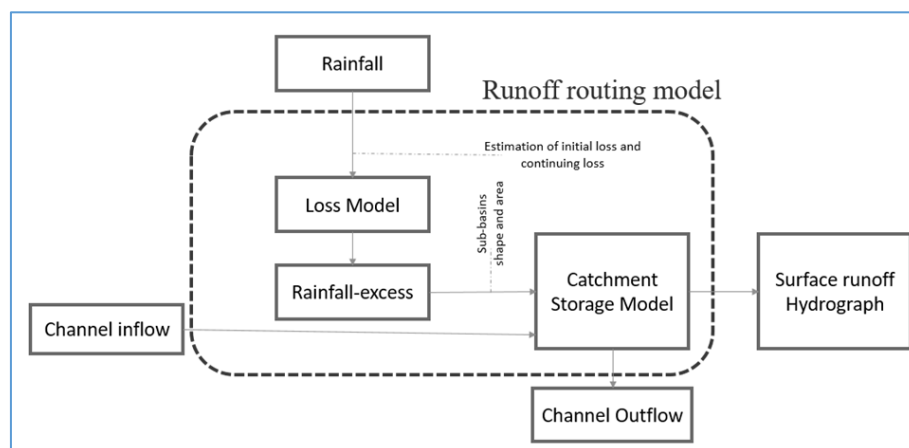 Rainfall
Runoff routing model
Estimation of initial loss and
continuing loss
Loss Model
Sub-basins
shape and area
Rainfall-excess
Catchment
Storage Model
Surface runoff
Hydrograph
Channel inflow
Channel Outflow